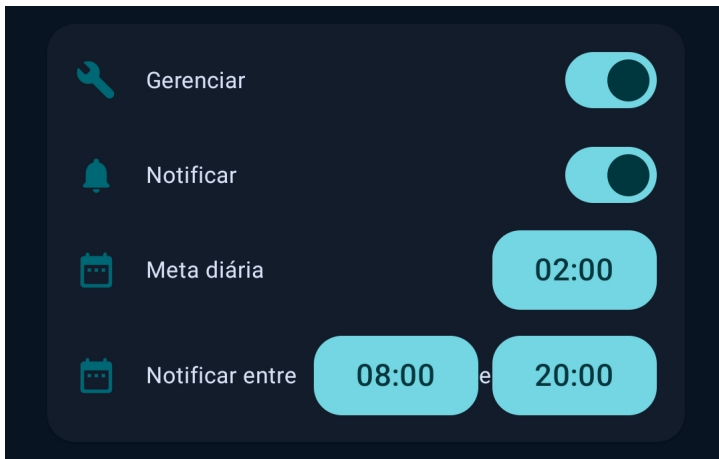 Gerenciar
Notificar
Meta diária 02:00
Notificar entre 08:00 e 20:00